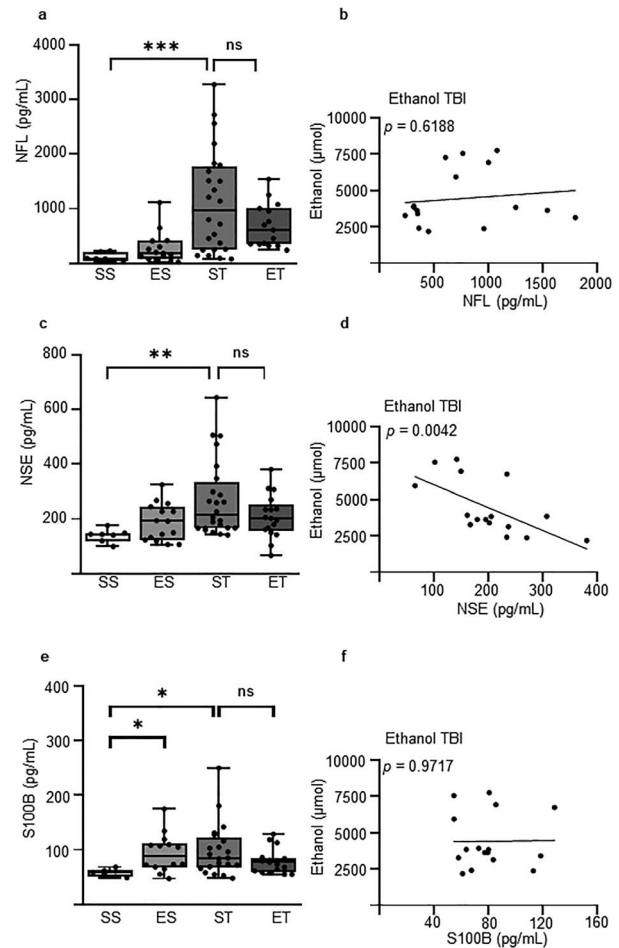 a
NFL (pg/mL)
4000
3000
2000
1000
***
ns
SS ES ST ET
b
Ethanol TBI
p = 0.6188
Ethanol (μmol)
10000
7500
5000
2500
500 1000 1500 2000
NFL (pg/mL)
c
NSE (pg/mL)
800
600
400
200
**
ns
SS ES ST ET
d
Ethanol TBI
p = 0.0042
Ethanol (μmol)
10000
7500
5000
2500
100 200 300 400
NSE (pg/mL)
e
S100B (pg/mL)
400
300
200
100
*
ns
*
SS ES ST ET
f
Ethanol TBI
p = 0.9717
Ethanol (μmol)
10000
7500
5000
2500
40 80 120 160
S100B (pg/mL)